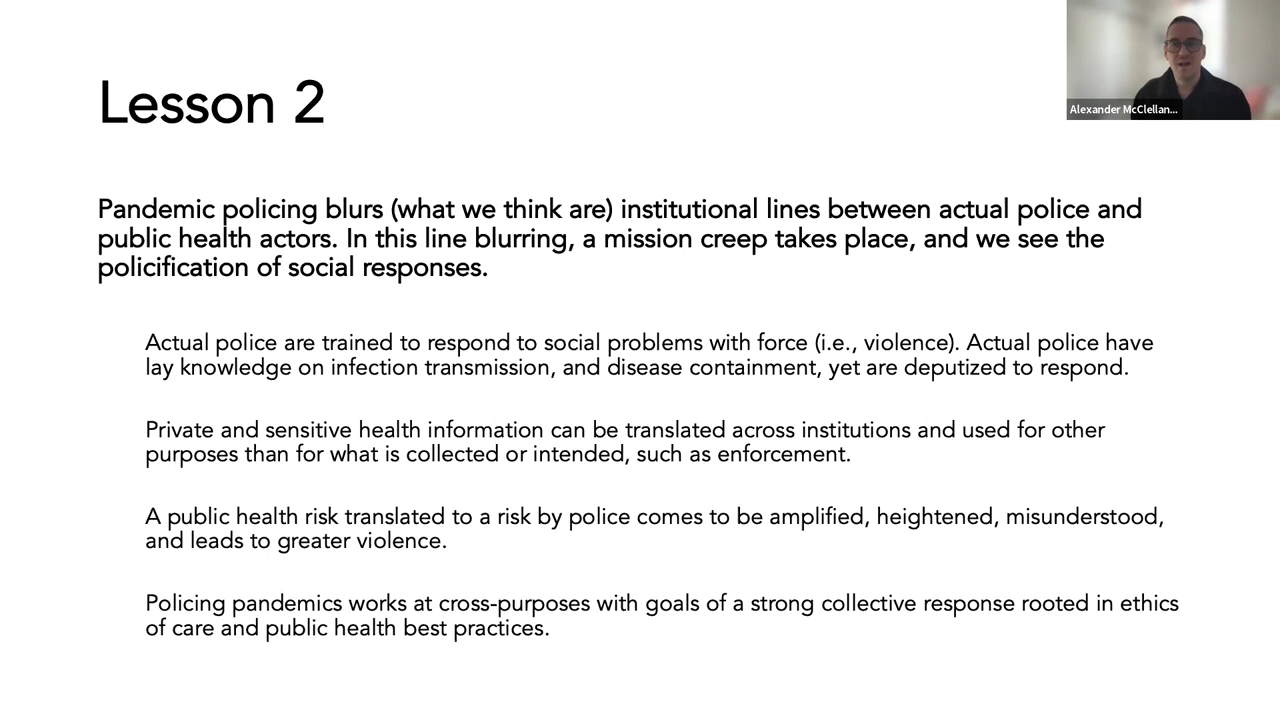 Lesson 2
Alexander McClellan...
Pandemic policing blurs (what we think are) institutional lines between actual police and
public health actors. In this line blurring, a mission creep takes place, and we see the
policification of social responses.
Actual police are trained to respond to social problems with force (i.e., violence). Actual police have
lay knowledge on infection transmission, and disease containment, yet are deputized to respond.
Private and sensitive health information can be translated across institutions and used for other
purposes than for what is collected or intended, such as enforcement.
A public health risk translated to a risk by police comes to be amplified, heightened, misunderstood,
and leads to greater violence.
Policing pandemics works at cross-purposes with goals of a strong collective response rooted in ethics
of care and public health best practices.